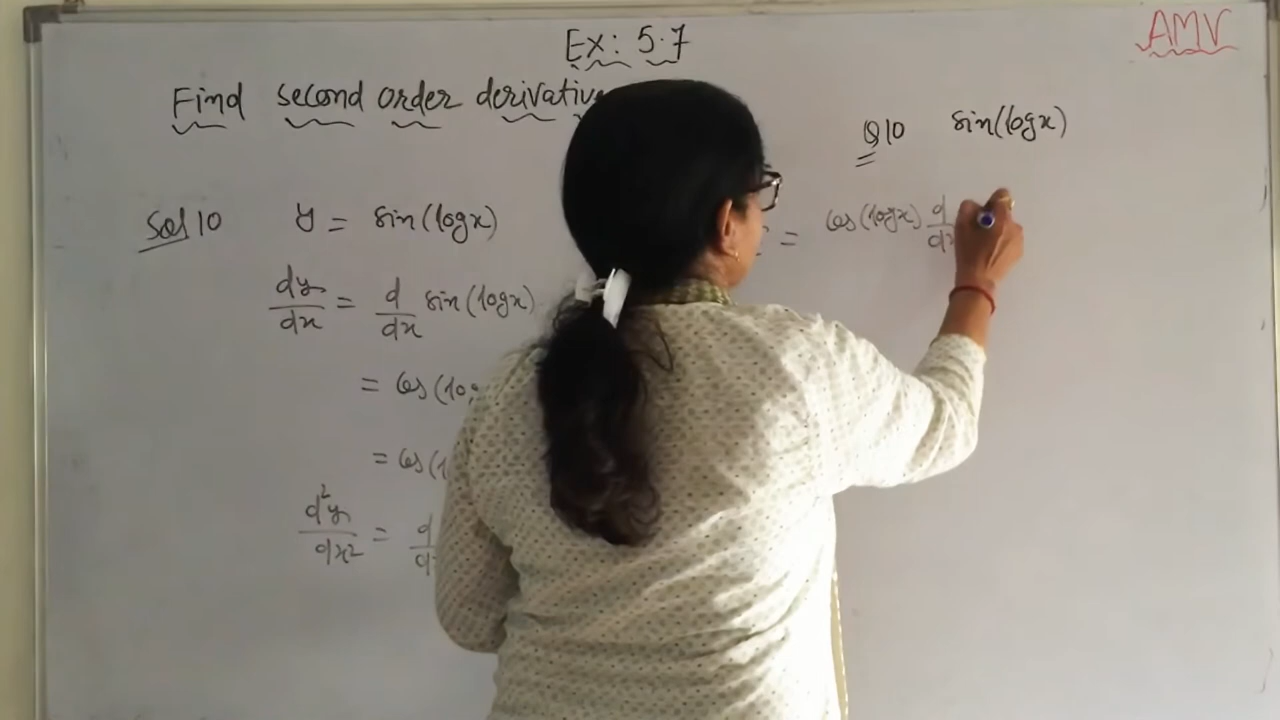 Ex: 5.7
AMV
Find second order derivative
Q10 sin(logx)
Sol 10 y = sin(logx)
dy/dx = d/dx sin(logx)
= cos(log
= cos(
d²y/dx² = d
= cos(logx) d/dx